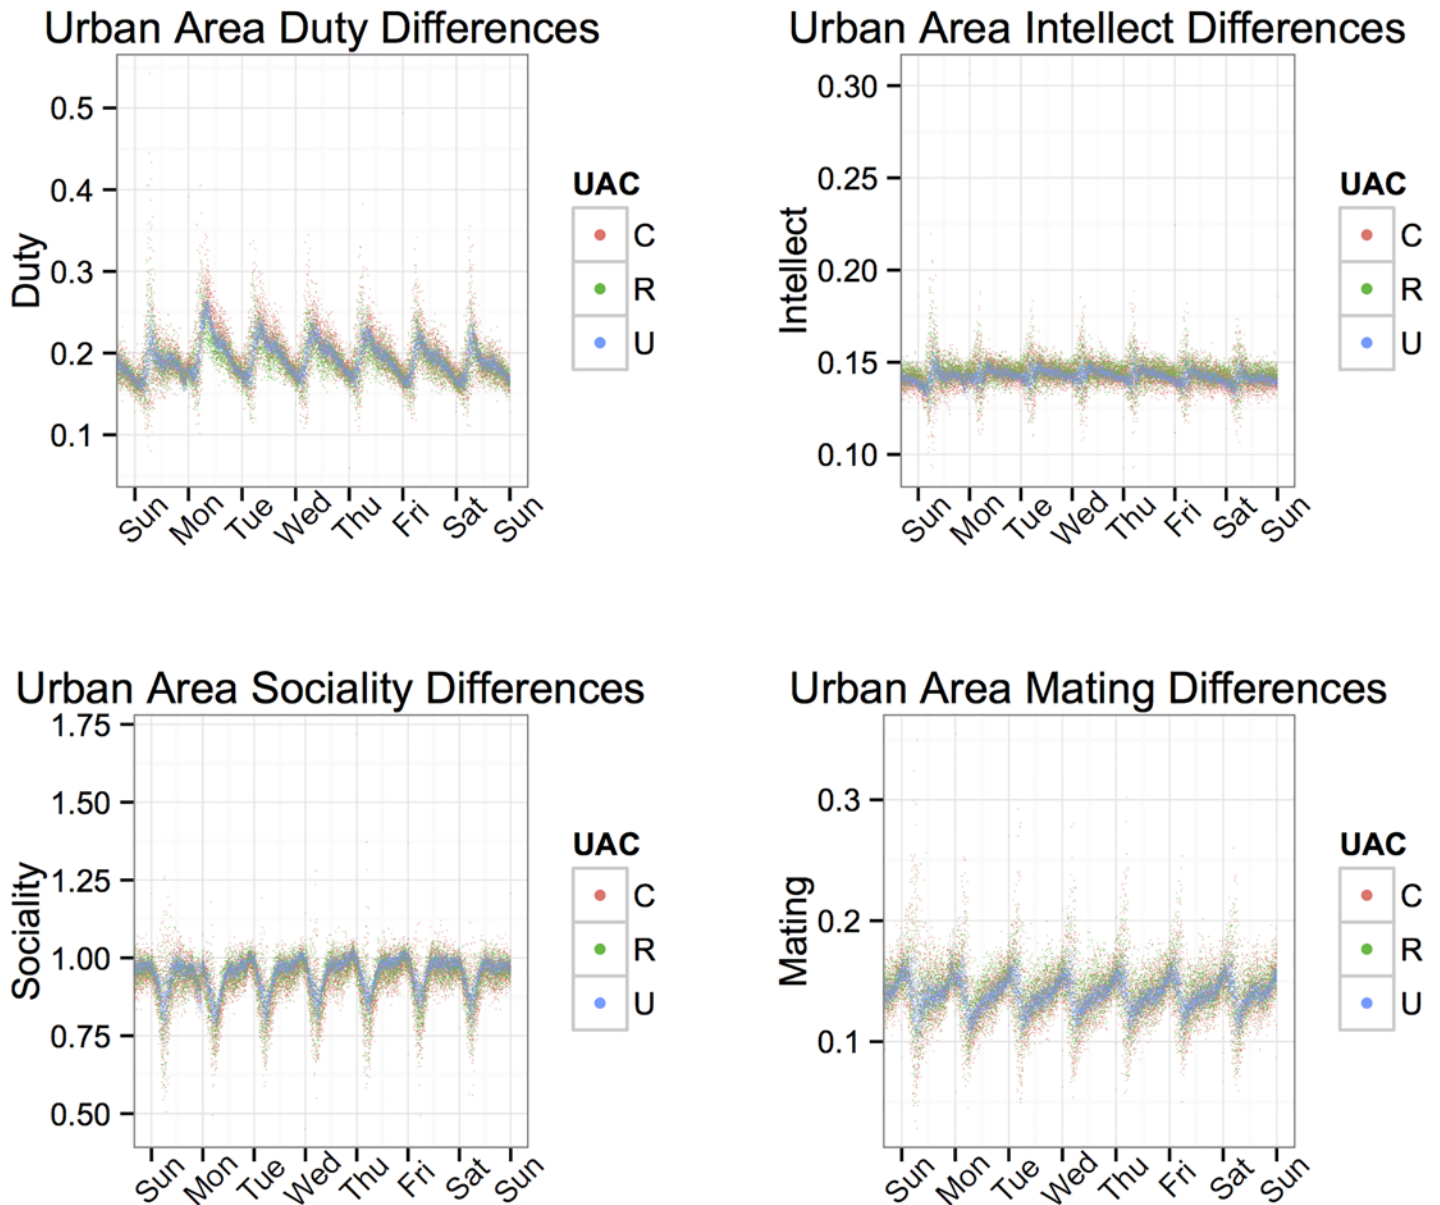 Urban Area Duty Differences
0.5
0.4
0.3
0.2
0.1
Duty
Sun Mon Tue Wed Thu Fri Sat Sun
UAC
C
R
U
Urban Area Intellect Differences
0.30
0.25
0.20
0.15
0.10
Intellect
Sun Mon Tue Wed Thu Fri Sat Sun
UAC
C
R
U
Urban Area Sociality Differences
1.75
1.50
1.25
1.00
0.75
0.50
Sociality
Sun Mon Tue Wed Thu Fri Sat Sun
UAC
C
R
U
Urban Area Mating Differences
0.3
0.2
0.1
Mating
Sun Mon Tue Wed Thu Fri Sat Sun
UAC
C
R
U